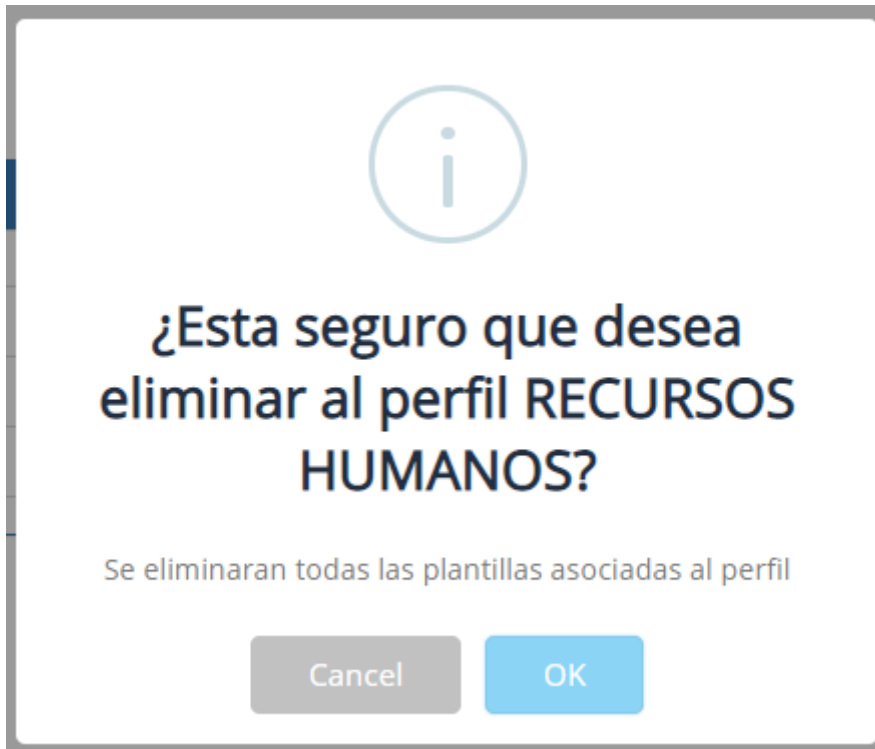 ¿Esta seguro que desea
eliminar al perfil RECURSOS
HUMANOS?
Se eliminaran todas las plantillas asociadas al perfil
Cancel OK